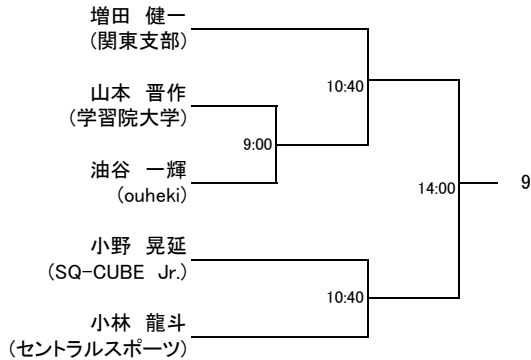 増田 健一
(関東支部)
10:40
山本 晋作
(学習院大学)
9:00
油谷 一輝
(ouheki)
14:00
9
小野 晃延
(SQ-CUBE Jr.)
10:40
小林 龍斗
(セントラルスポーツ)